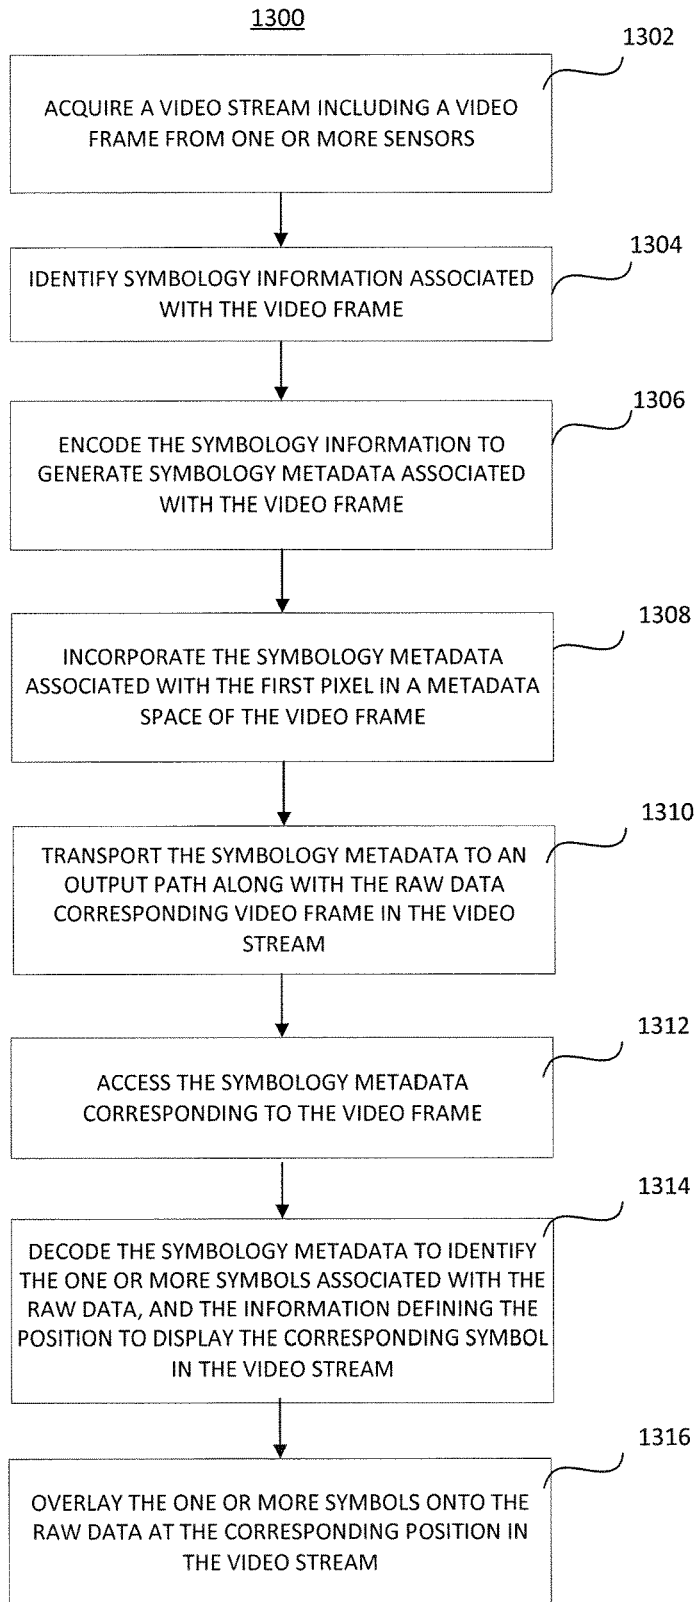 1300
1302
ACQUIRE A VIDEO STREAM INCLUDING A VIDEO
FRAME FROM ONE OR MORE SENSORS
1304
IDENTIFY SYMBOLOGY INFORMATION ASSOCIATED
WITH THE VIDEO FRAME
1306
ENCODE THE SYMBOLOGY INFORMATION TO
GENERATE SYMBOLOGY METADATA ASSOCIATED
WITH THE VIDEO FRAME
1308
INCORPORATE THE SYMBOLOGY METADATA
ASSOCIATED WITH THE FIRST PIXEL IN A METADATA
SPACE OF THE VIDEO FRAME
1310
TRANSPORT THE SYMBOLOGY METADATA TO AN
OUTPUT PATH ALONG WITH THE RAW DATA
CORRESPONDING VIDEO FRAME IN THE VIDEO
STREAM
1312
ACCESS THE SYMBOLOGY METADATA
CORRESPONDING TO THE VIDEO FRAME
1314
DECODE THE SYMBOLOGY METADATA TO IDENTIFY
THE ONE OR MORE SYMBOLS ASSOCIATED WITH THE
RAW DATA, AND THE INFORMATION DEFINING THE
POSITION TO DISPLAY THE CORRESPONDING SYMBOL
IN THE VIDEO STREAM
1316
OVERLAY THE ONE OR MORE SYMBOLS ONTO THE
RAW DATA AT THE CORRESPONDING POSITION IN
THE VIDEO STREAM